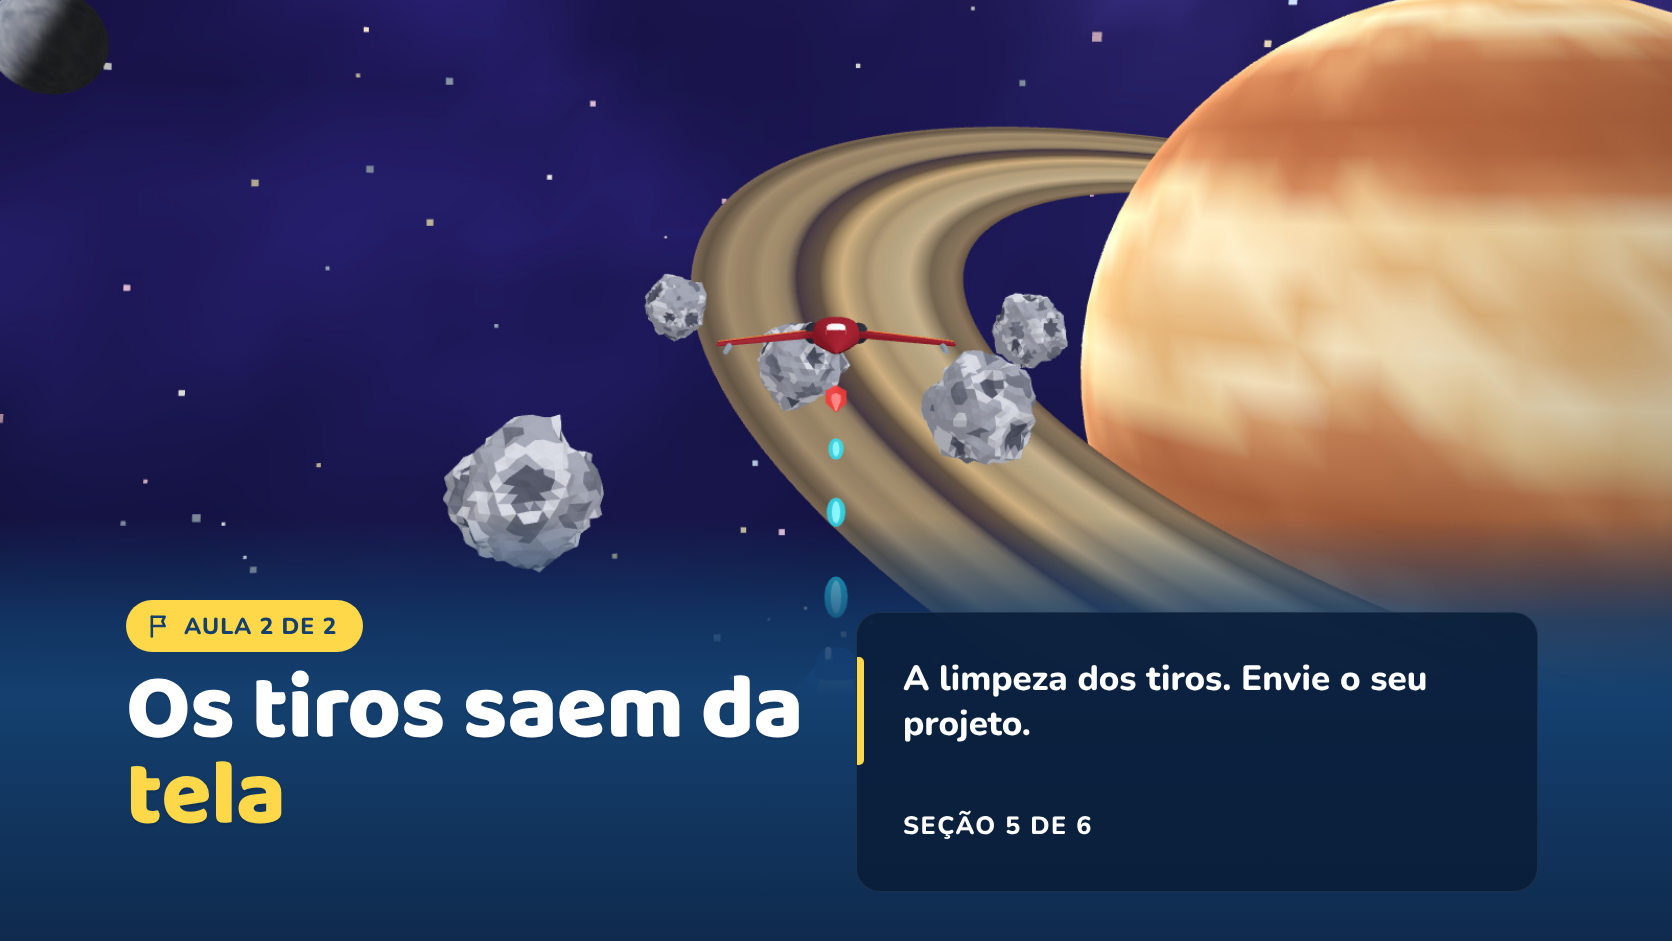 AULA 2 DE 2
Os tiros saem da
tela
A limpeza dos tiros. Envie o seu
projeto.
SEÇÃO 5 DE 6